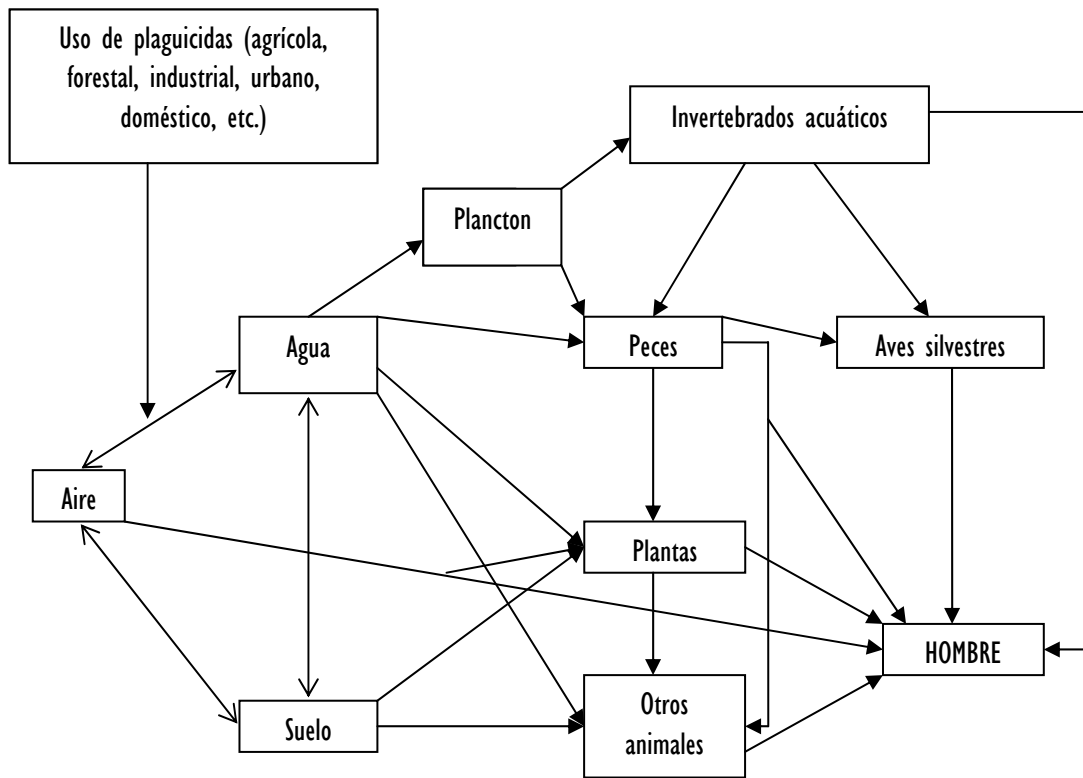 Uso de plaguicidas (agrícola,
forestal, industrial, urbano,
doméstico, etc.)
Invertebrados acuáticos
Plancton
Agua
Peces
Aves silvestres
Aire
Plantas
HOMBRE
Suelo
Otros
animales